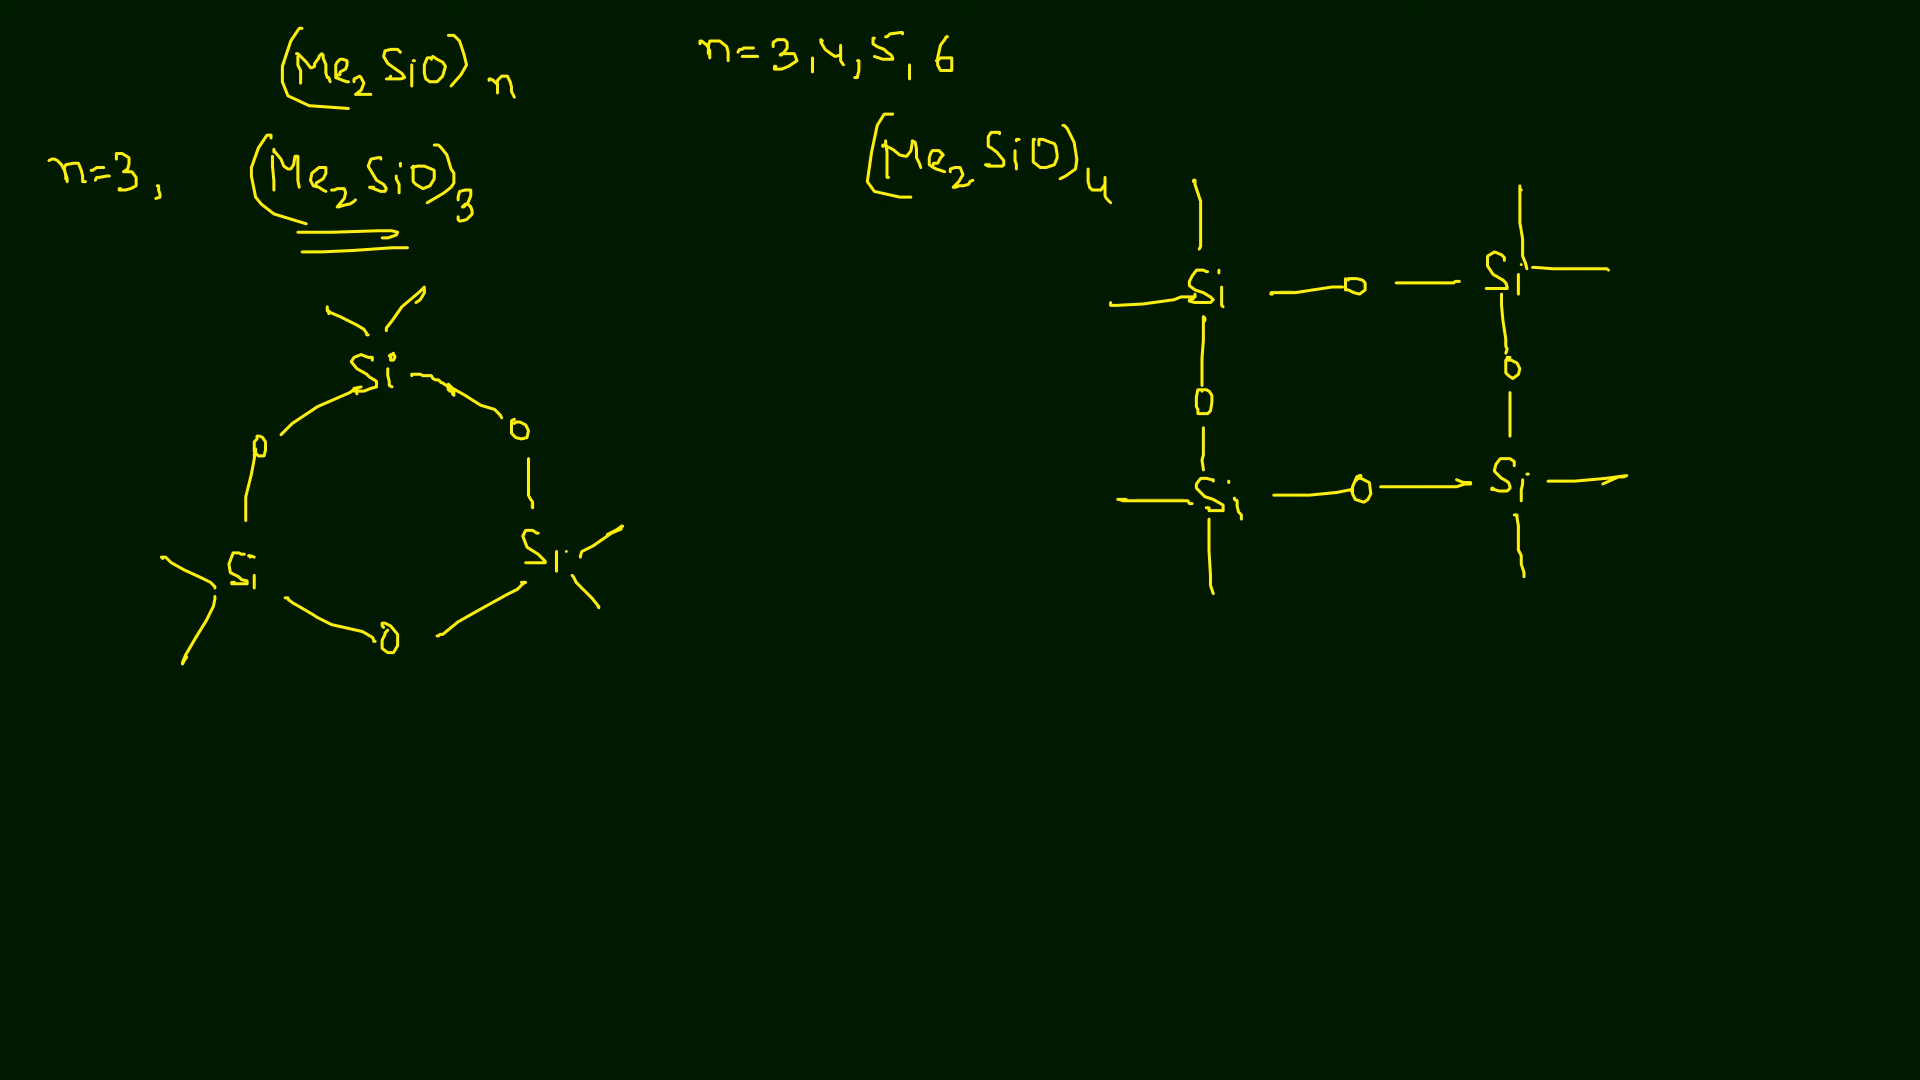 (Me₂SiO)n n=3,4,5,6
n=3, (Me₂SiO)₃
(Me₂SiO)₄
Si
O O
Si Si
O
Si O Si
O O
Si O Si